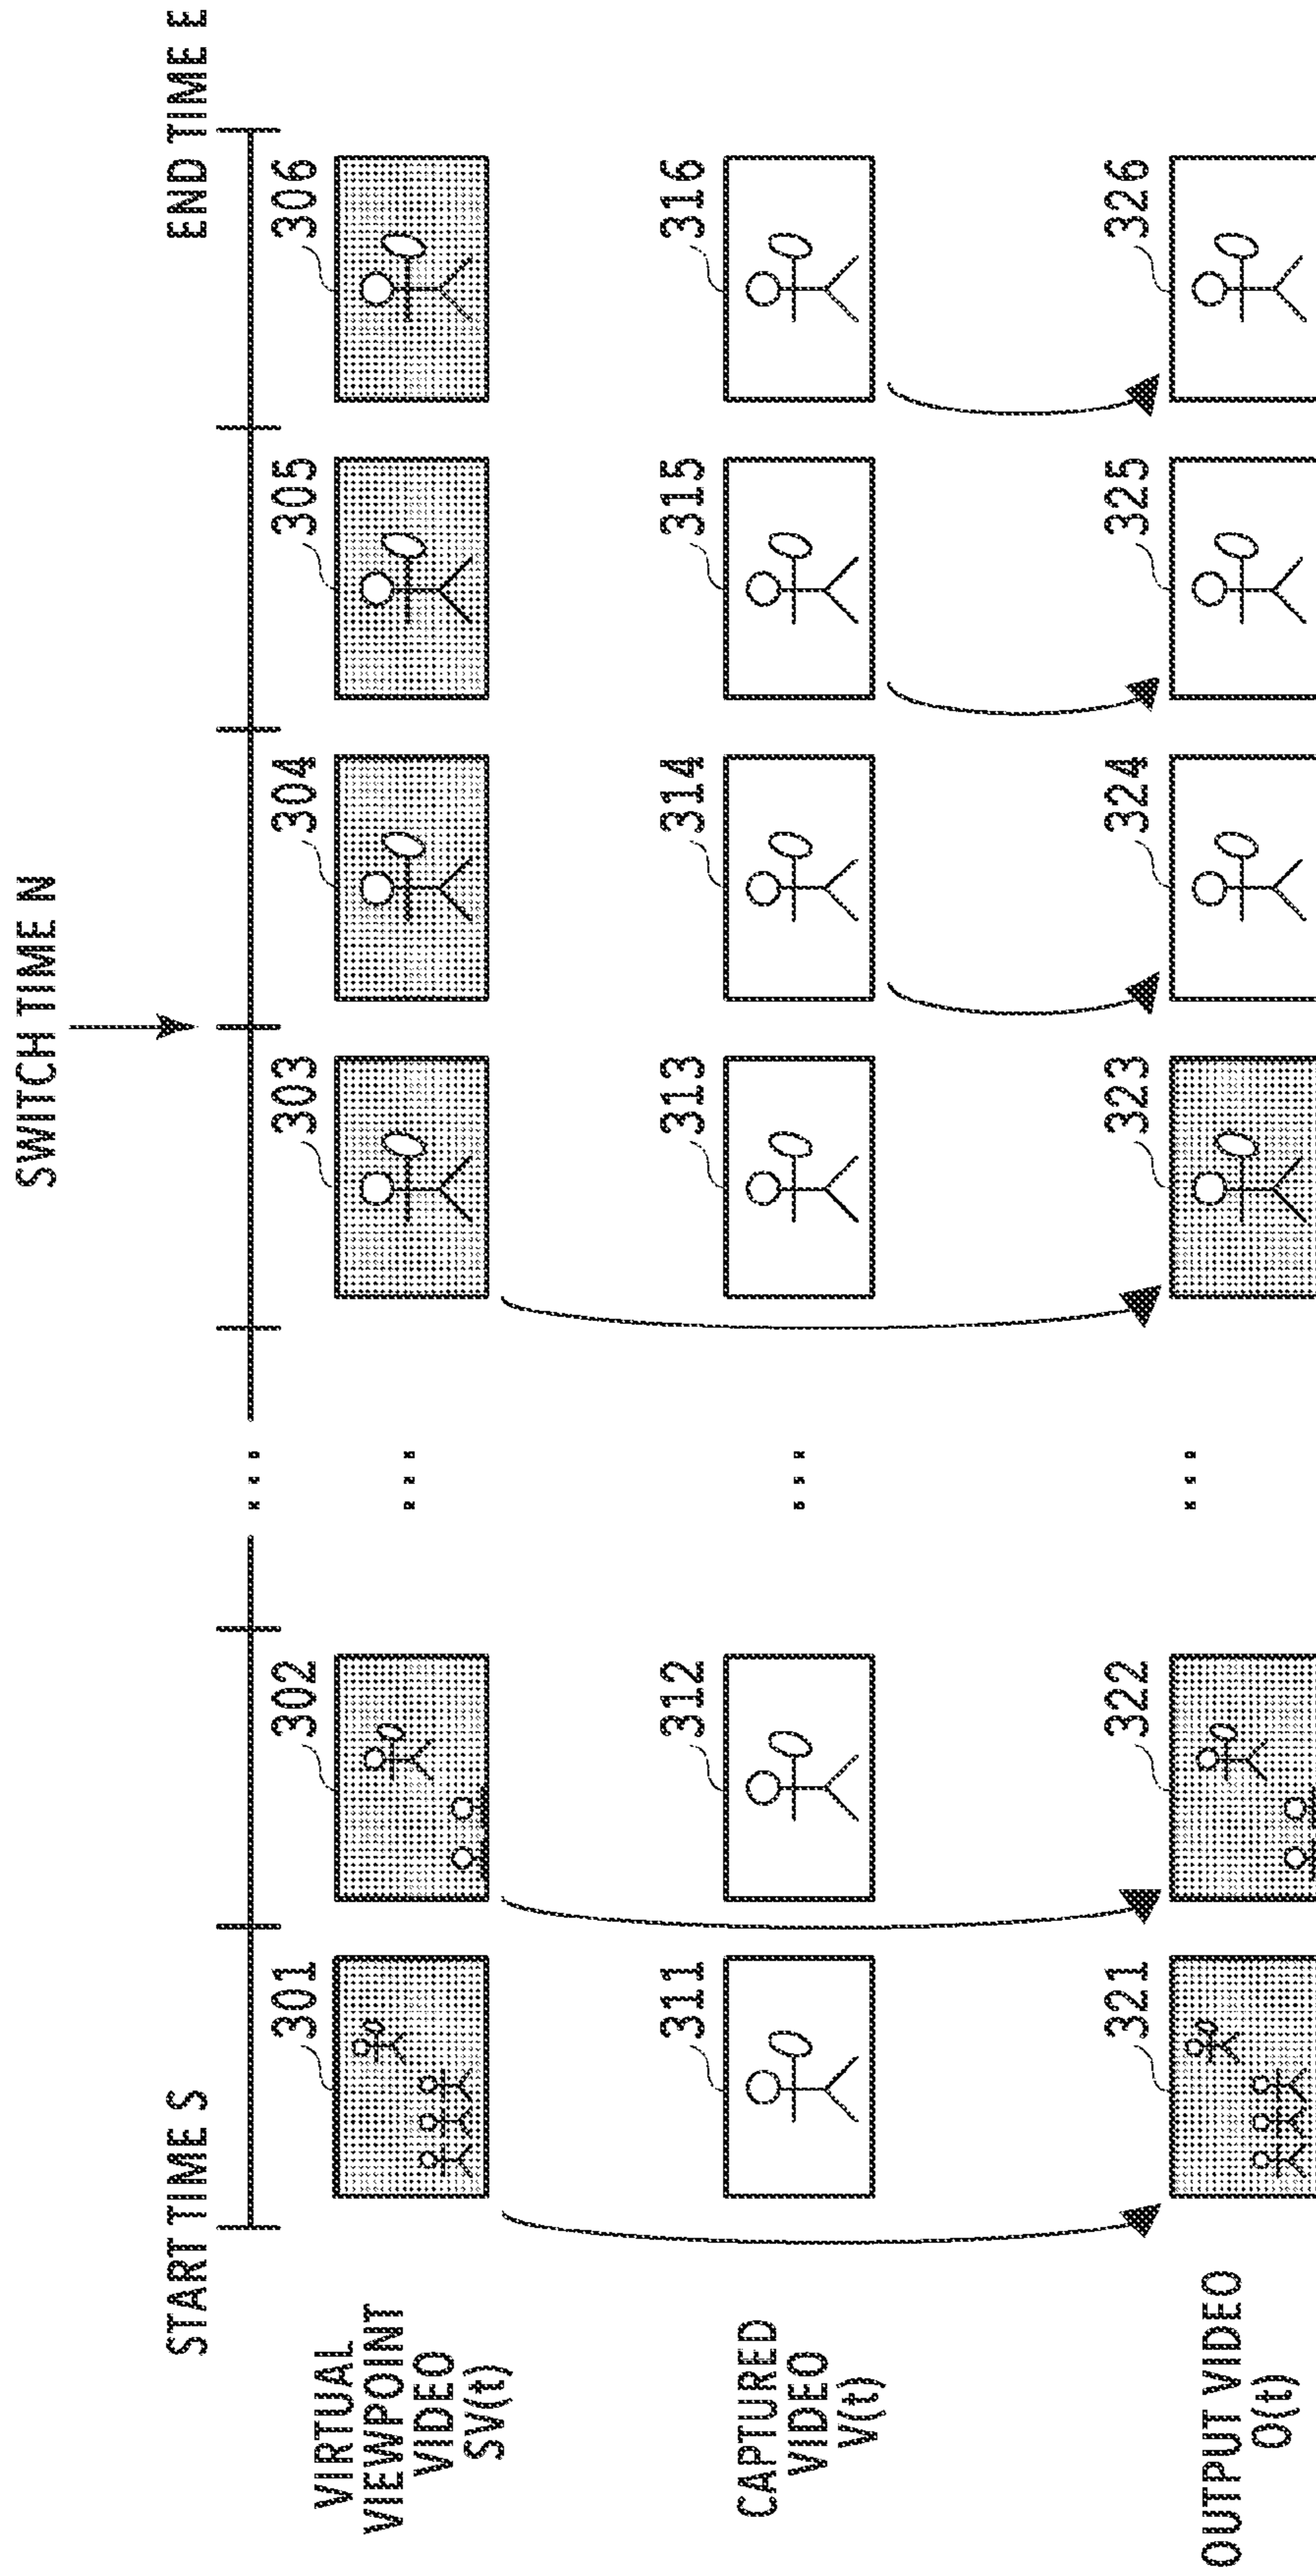 SWITCH TIME N
START TIME S
END TIME E
VIRTUAL
VIEWPOINT
VIDEO
SV(t)
301
302
303
304
305
306
CAPTURED
VIDEO
V(t)
311
312
313
314
315
316
OUTPUT VIDEO
O(t)
321
322
323
324
325
326